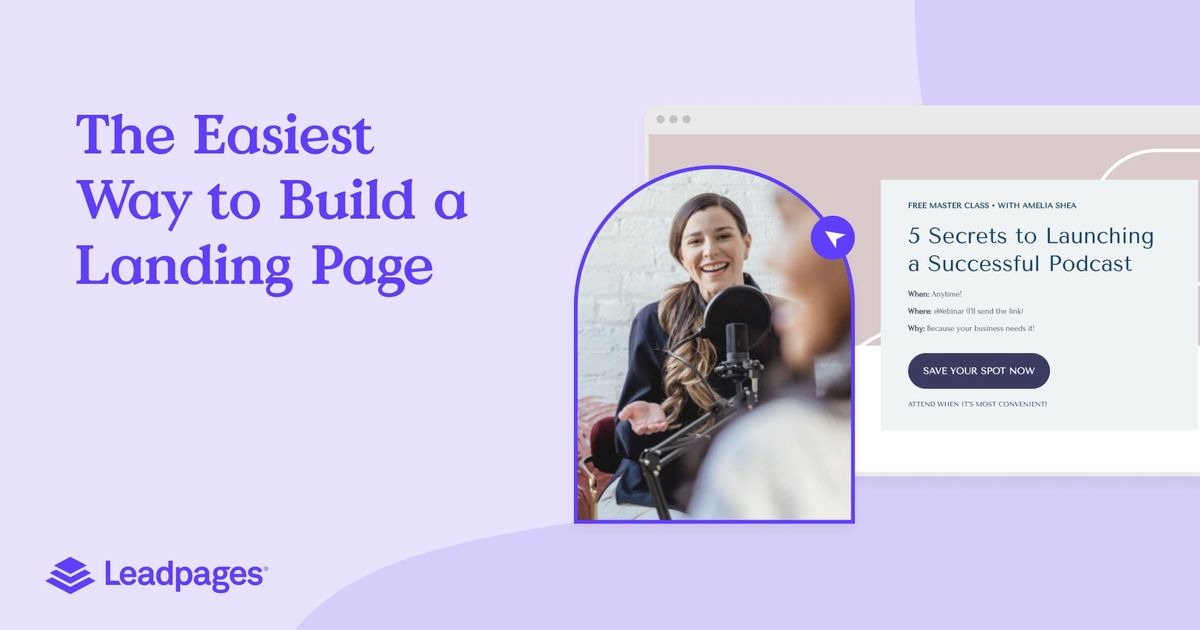 The Easiest
Way to Build a
Landing Page
FREE MASTER CLASS • WITH AMELIA SHEA
5 Secrets to Launching
a Successful Podcast
When: Anytime!
Where: eWebinar (I'll send the link)
Why: Because your business needs it!
SAVE YOUR SPOT NOW
ATTEND WHEN IT'S MOST CONVENIENT!
Leadpages®